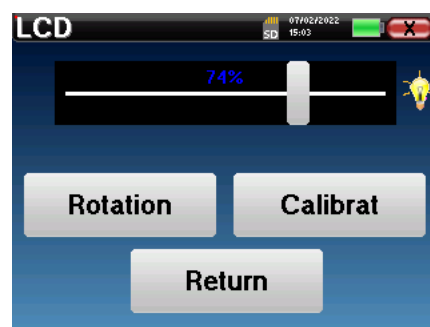 LCD
SD
07/02/2022
15:03
X
74%
Rotation
Calibrat
Return